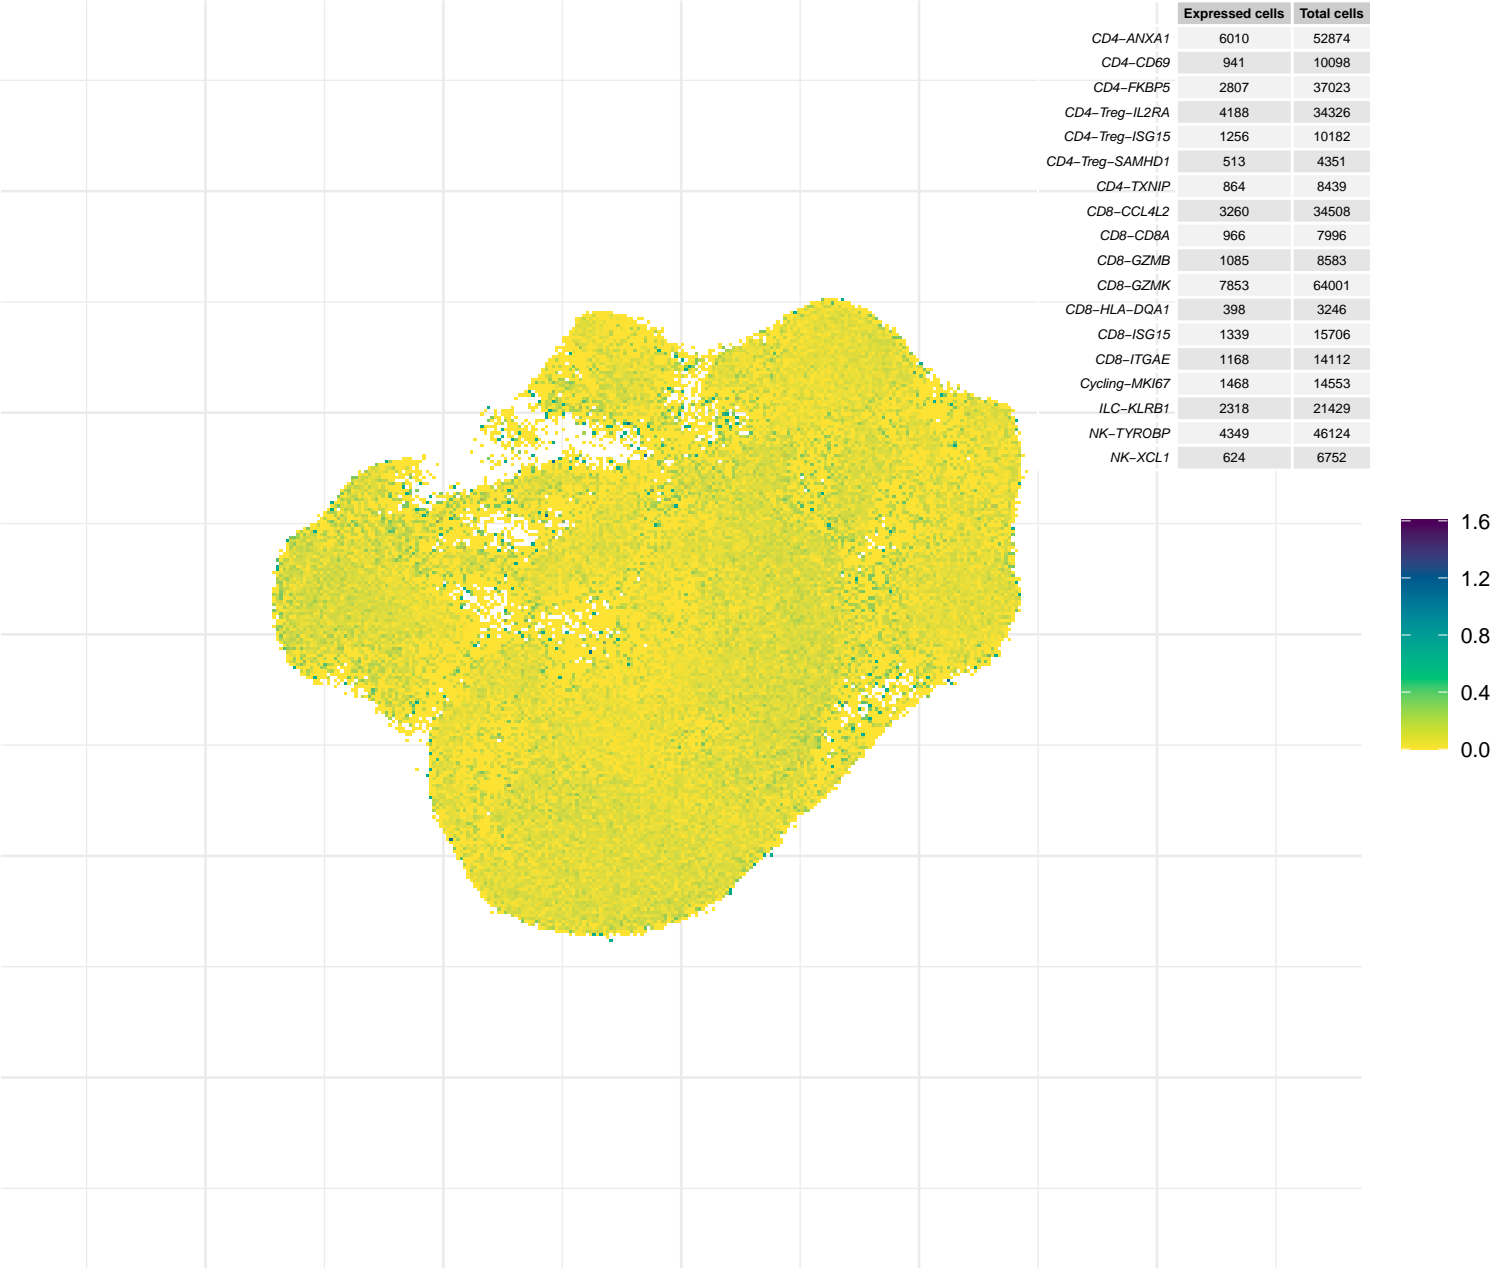 Expressed cells Total cells
CD4−ANXA1 6010 52874
CD4−CD69 941 10098
CD4−FKBP5 2807 37023
CD4−Treg−IL2RA 4188 34326
CD4−Treg−ISG15 1256 10182
CD4−Treg−SAMHD1 513 4351
CD4−TXNIP 864 8439
CD8−CCL4L2 3260 34508
CD8−CD8A 966 7996
CD8−GZMB 1085 8583
CD8−GZMK 7853 64001
CD8−HLA−DQA1 398 3246
CD8−ISG15 1339 15706
CD8−ITGAE 1168 14112
Cycling−MKI67 1468 14553
ILC−KLRB1 2318 21429
NK−TYROBP 4349 46124
NK−XCL1 624 6752
1.6
1.2
0.8
0.4
0.0